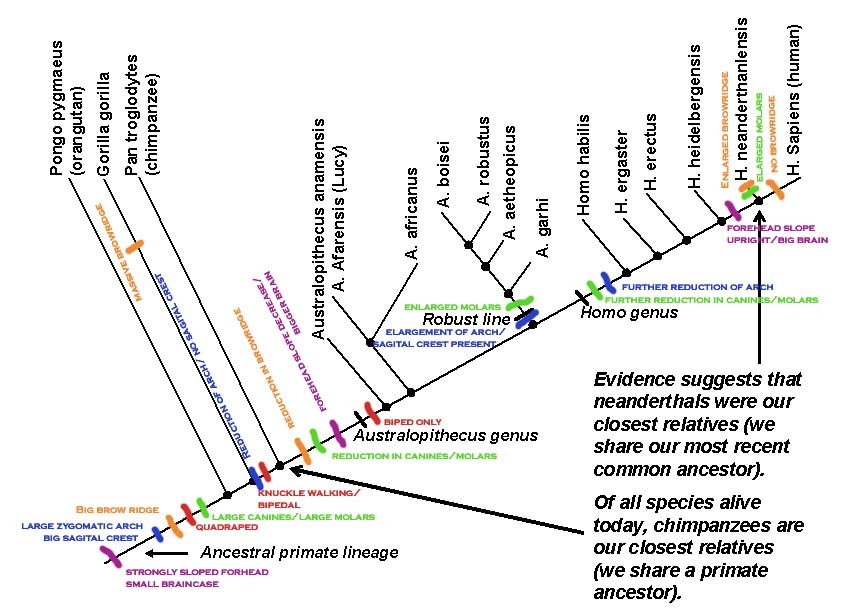 Pongo pygmaeus
(orangutan)
Gorilla gorilla
Pan troglodytes
(chimpanzee)
Australopithecus anamensis
A. Afarensis (Lucy)
A. africanus
A. boisei
A. robustus
A. aetheopicus
A. garhi
Homo habilis
H. ergaster
H. erectus
H. heidelbergensis
ENLARGED BROWRIDGE
H. neanderthanlensis
ELARGED MOLARS
NO BROWRIDGE
H. Sapiens (human)
MASSIVE BROWRIDGE
REDUCTION OF ARCH/NO SAGITAL CREST
REDUCTION IN BROWRIDGE
FOREHEAD SLOPE DECREASE/
BIGGER BRAIN
FOREHEAD SLOPE
UPRIGHT/BIG BRAIN
FURTHER REDUCTION OF ARCH
FURTHER REDUCTION IN CANINES/MOLARS
Homo genus
ENLARGED MOLARS
Robust line
ELARGEMENT OF ARCH/
SAGITAL CREST PRESENT
BIPED ONLY
Australopithecus genus
REDUCTION IN CANINES/MOLARS
KNUCKLE WALKING/
BIPEDAL
LARGE CANINES/LARGE MOLARS
QUADRAPED
BIG BROW RIDGE
LARGE ZYGOMATIC ARCH
BIG SAGITAL CREST
Ancestral primate lineage
STRONGLY SLOPED FORHEAD
SMALL BRAINCASE
Evidence suggests that
neanderthals were our
closest relatives (we
share our most recent
common ancestor).
Of all species alive
today, chimpanzees are
our closest relatives
(we share a primate
ancestor).